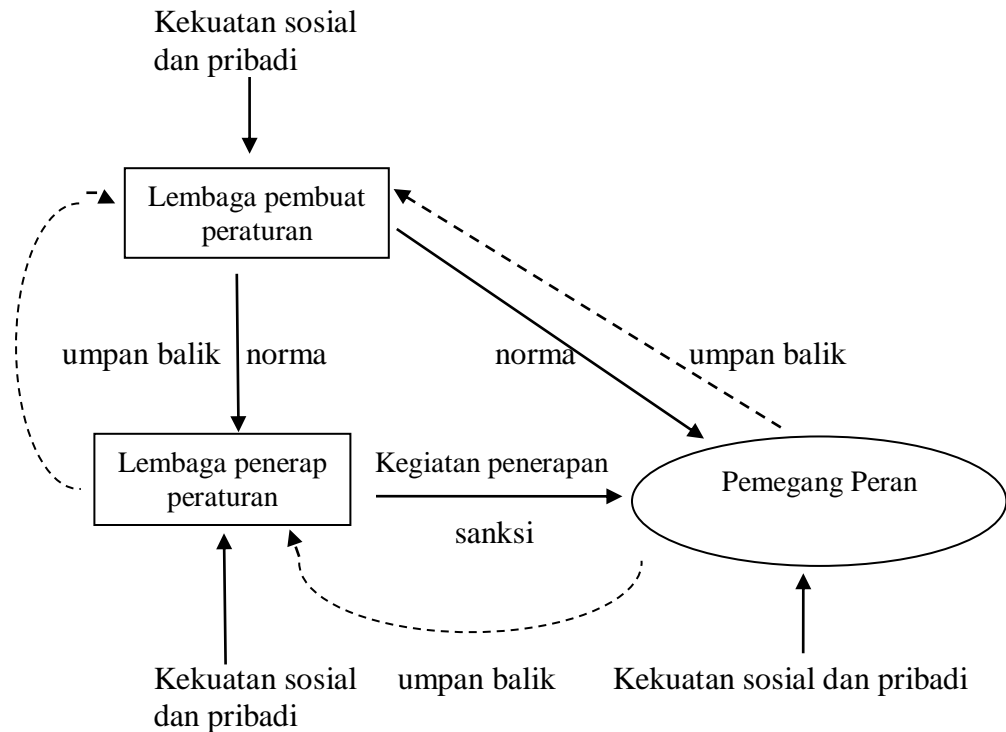 Kekuatan sosial
dan pribadi
Lembaga pembuat
peraturan
umpan balik
norma
norma
umpan balik
Lembaga penerap
peraturan
Kegiatan penerapan
sanksi
Pemegang Peran
Kekuatan sosial
dan pribadi
umpan balik
Kekuatan sosial dan pribadi